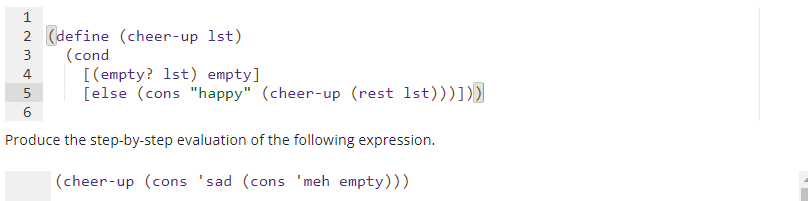 1
2 (define (cheer-up lst)
3 (cond
4 [(empty? lst) empty]
5 [else (cons "happy" (cheer-up (rest lst)))]))
6
Produce the step-by-step evaluation of the following expression.
(cheer-up (cons 'sad (cons 'meh empty)))